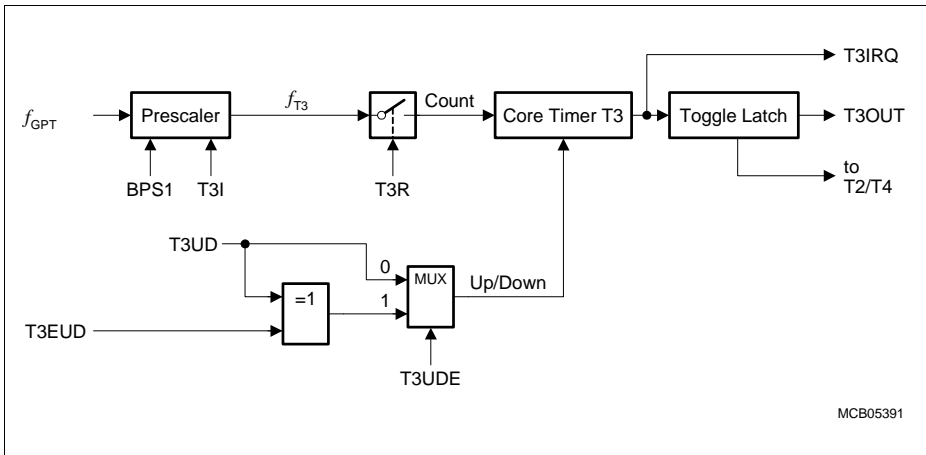 T3IRQ
fGPT
Prescaler
fT3
Count
Core Timer T3
Toggle Latch
T3OUT
BPS1
T3I
T3R
to
T2/T4
T3UD
0
MUX
Up/Down
=1
1
T3EUD
T3UDE
MCB05391